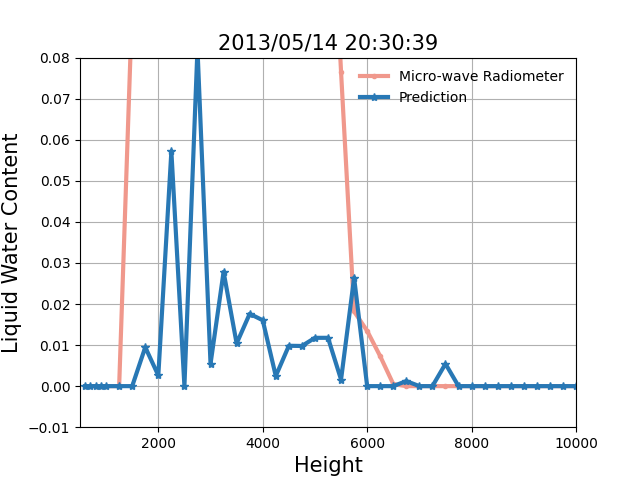 2013/05/14 20:30:39
Micro-wave Radiometer
Prediction
Liquid Water Content
0.08
0.07
0.06
0.05
0.04
0.03
0.02
0.01
0.00
−0.01
2000 4000 6000 8000 10000
Height